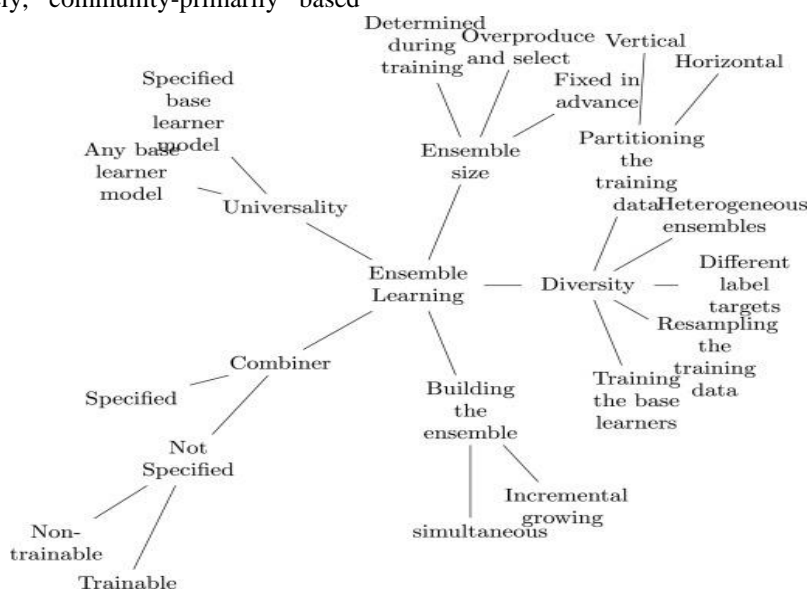 ely, community-primarily based
Determined
during
training
Overproduce
and select
Vertical
Horizontal
Fixed in
advance
Specified
base
learner
model
Any base
learner
model
Universality
Ensemble
size
Partitioning
the
training
data
Heterogeneous
ensembles
Ensemble
Learning
Diversity
Different
label
targets
Resampling
the
training
data
Training
the base
learners
Combiner
Specified
Not
Specified
Non-
trainable
Trainable
Building
the
ensemble
Incremental
growing
simultaneous